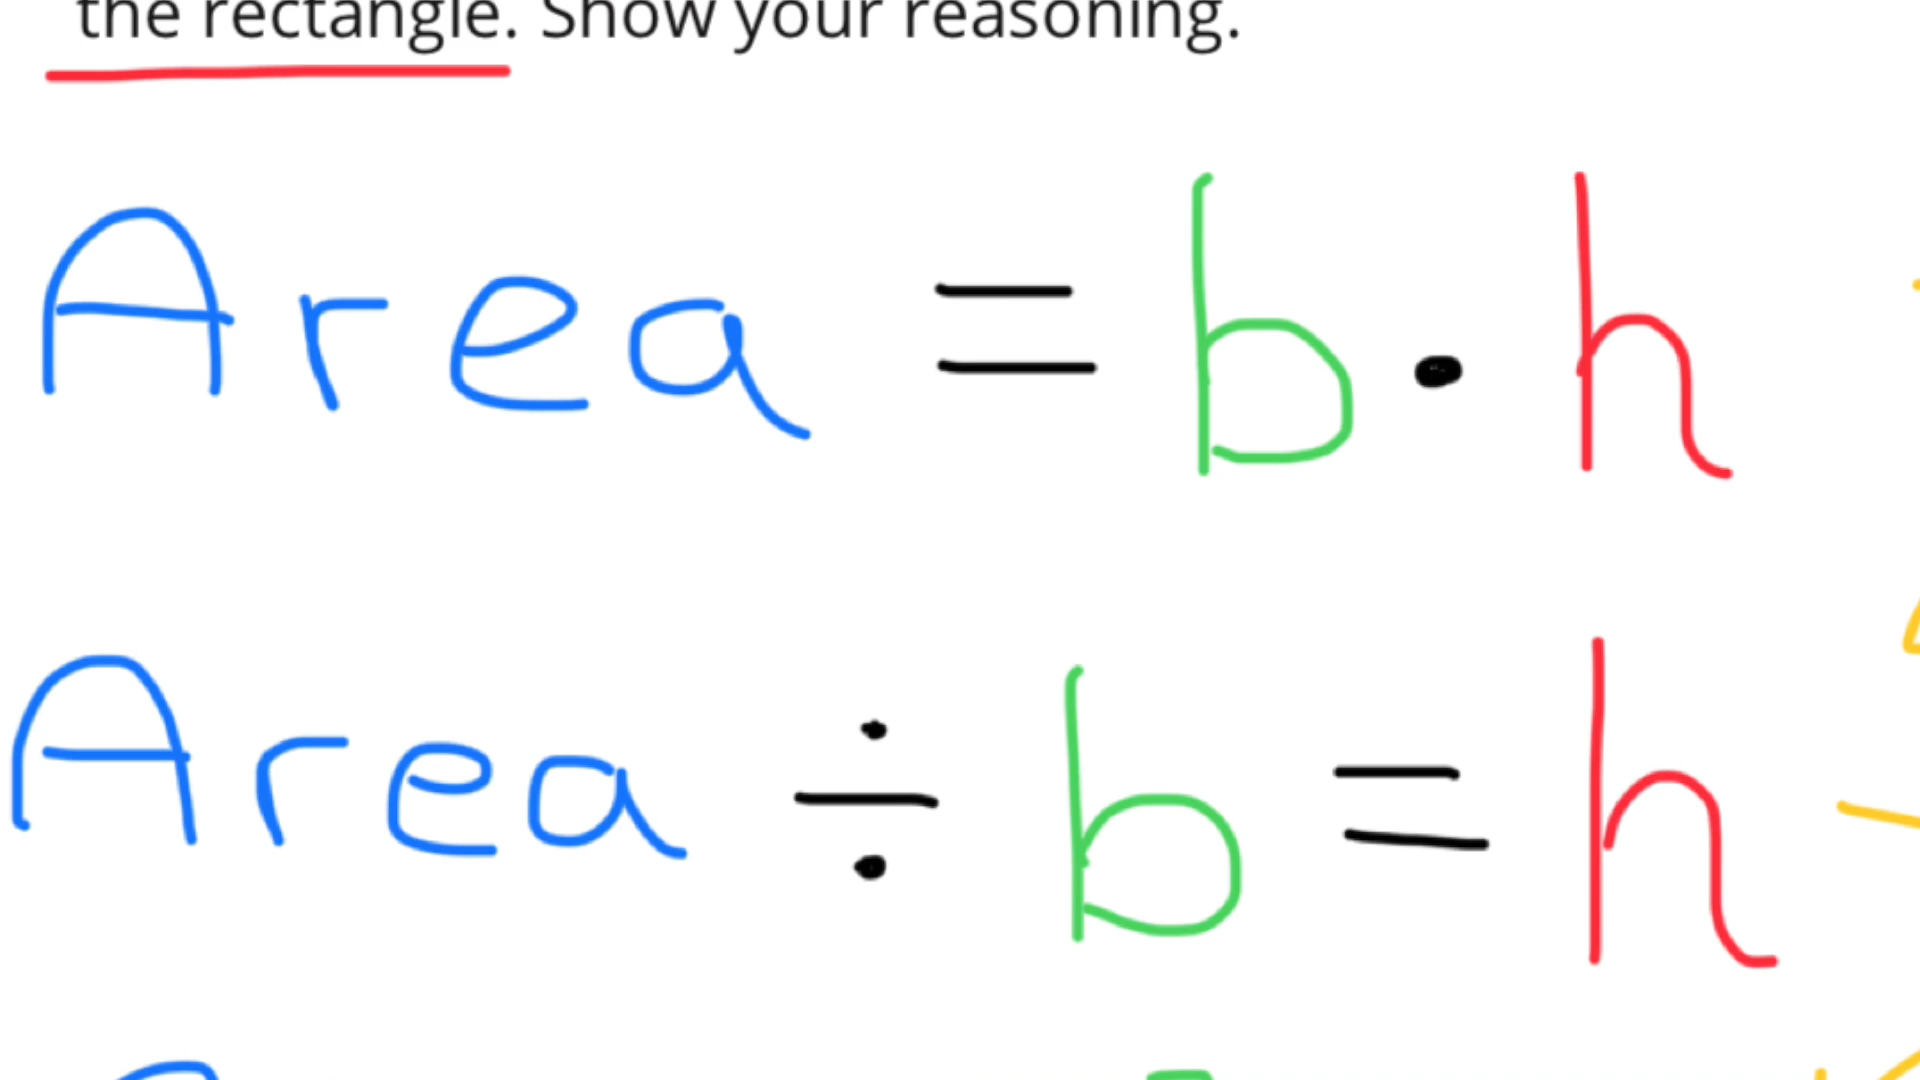 the rectangle. Show your reasoning.
Area = b · h
Area ÷ b = h